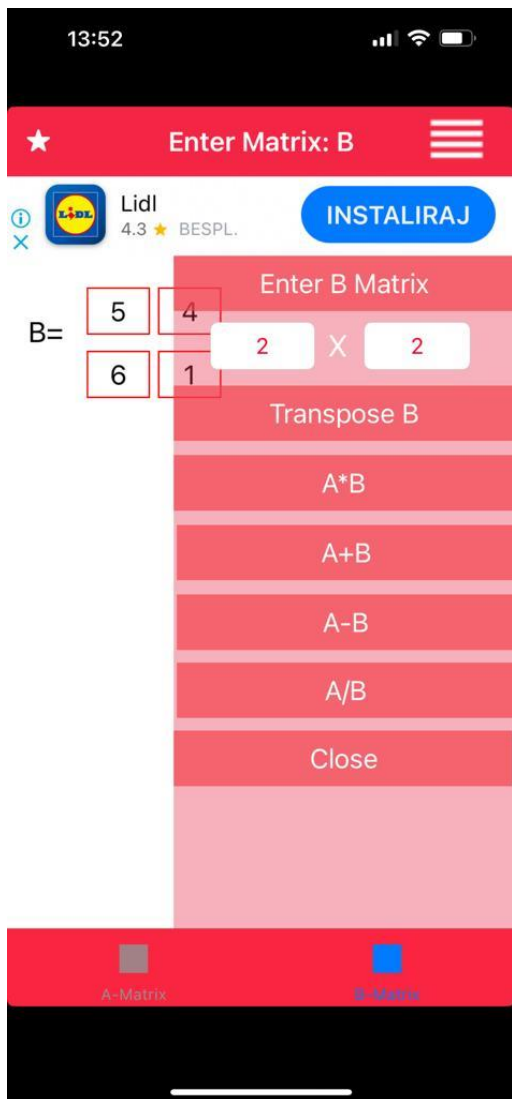 13:52
Enter Matrix: B
LIDL
Lidl
4.3 BESPL.
INSTALIRAJ
B=
5 4
6 1
Enter B Matrix
2 X 2
Transpose B
A*B
A+B
A-B
A/B
Close
A-Matrix
B-Matrix